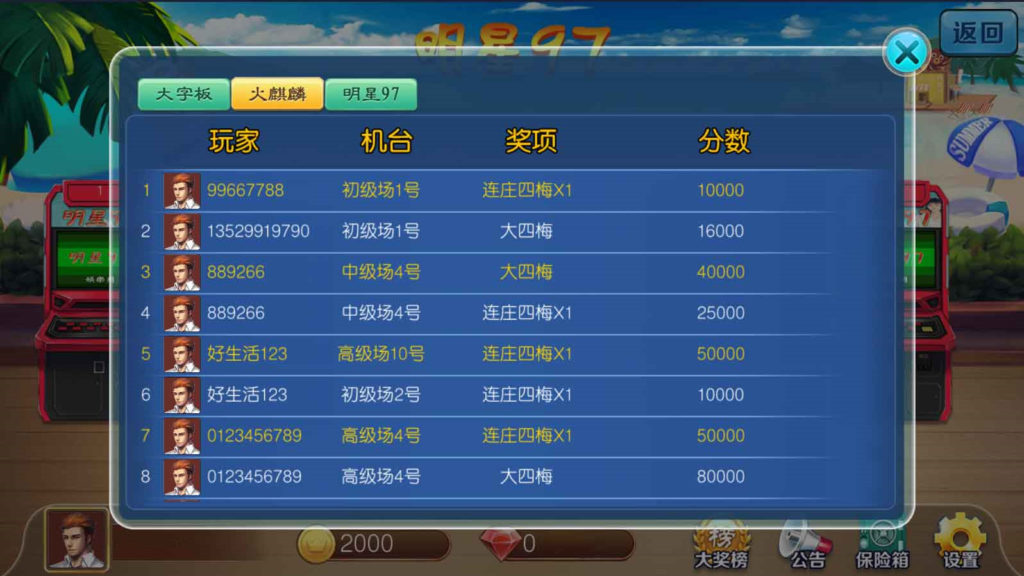 明星97
返回
大字板 火麒麟 明星97
玩家 机台 奖项 分数
1 99667788 初级场1号 连庄四梅X1 10000
2 13529919790 初级场1号 大四梅 16000
3 889266 中级场4号 大四梅 40000
4 889266 中级场4号 连庄四梅X1 25000
5 好生活123 高级场10号 连庄四梅X1 50000
6 好生活123 初级场2号 连庄四梅X1 10000
7 0123456789 高级场4号 连庄四梅X1 50000
8 0123456789 高级场4号 大四梅 80000
SUMMER
明星
明星
2000 0
榜
大奖榜 公告 保险箱 设置